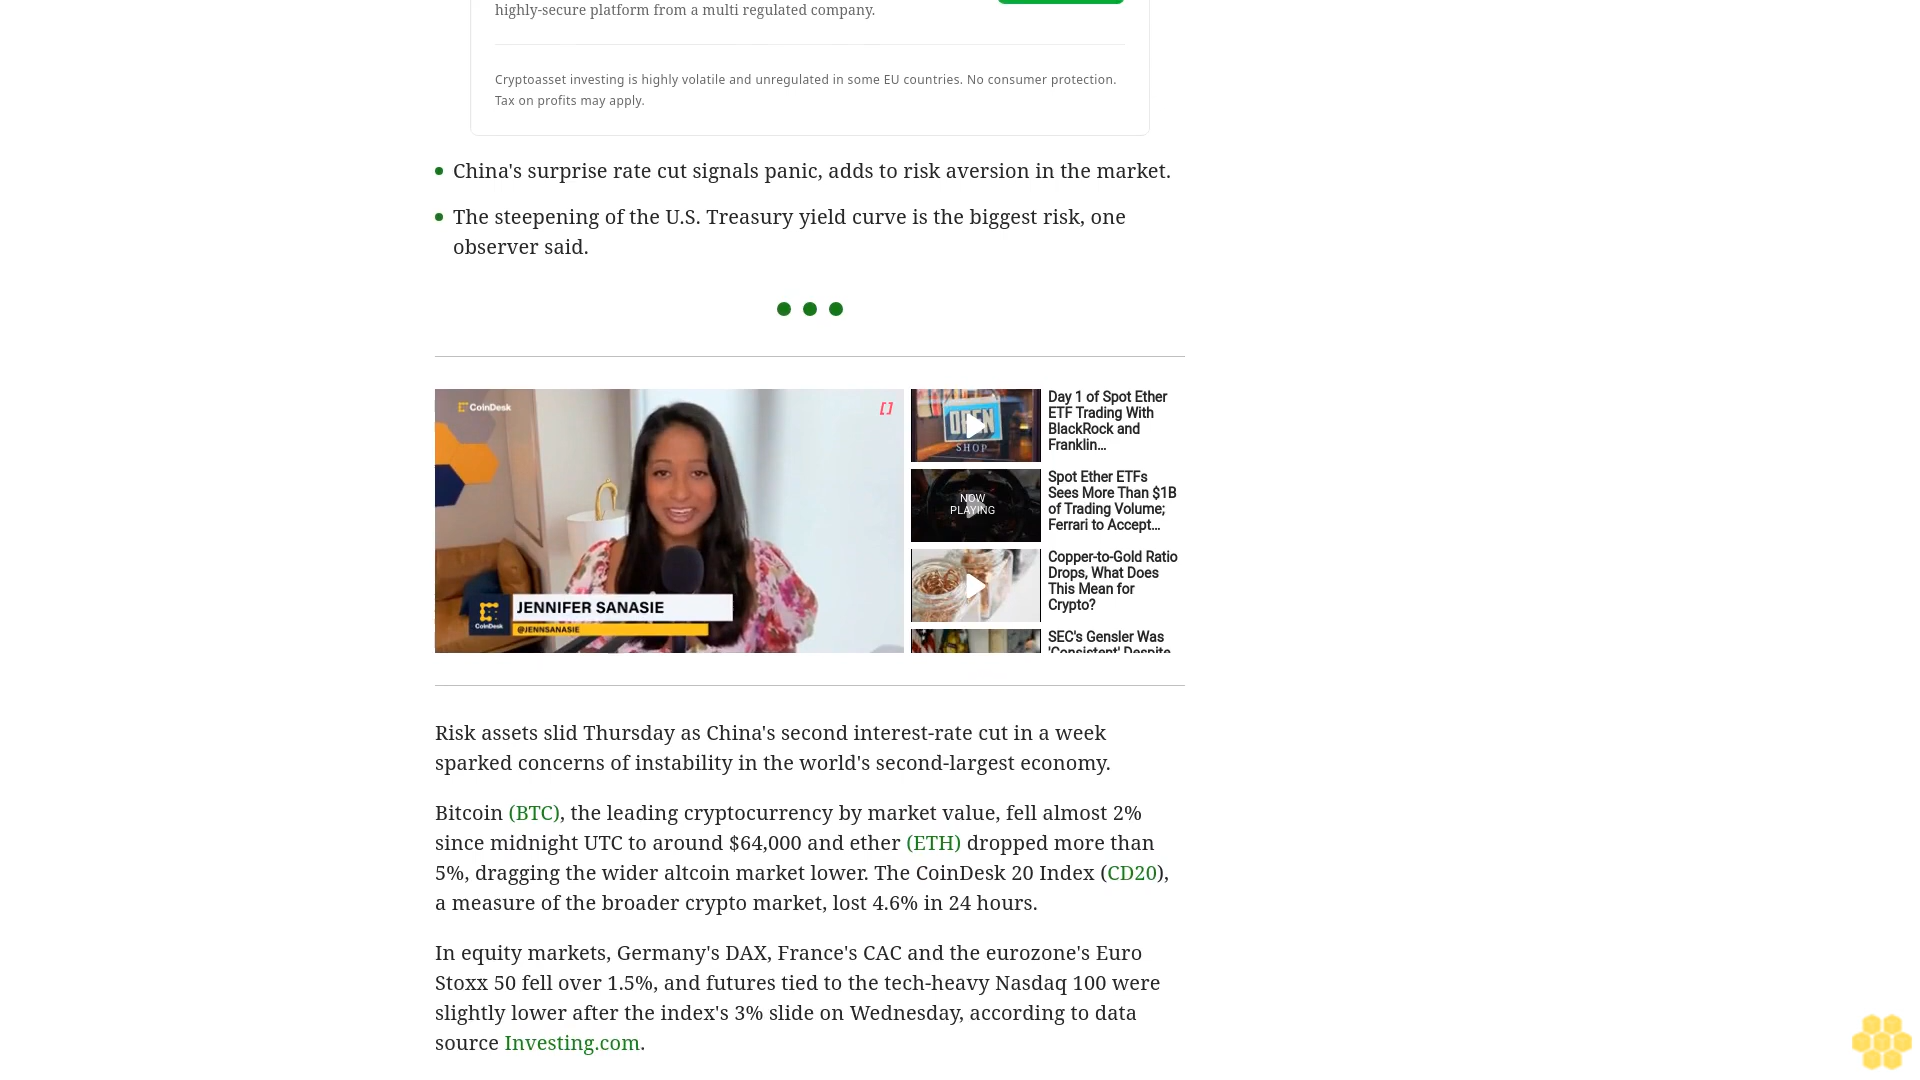 highly-secure platform from a multi regulated company.
Cryptoasset investing is highly volatile and unregulated in some EU countries. No consumer protection.
Tax on profits may apply.
China's surprise rate cut signals panic, adds to risk aversion in the market.
The steepening of the U.S. Treasury yield curve is the biggest risk, one
observer said.
CoinDesk
[ ]
JENNIFER SANASIE
CoinDesk
@JENNSANASIE
OPEN
SHOP
Day 1 of Spot Ether
ETF Trading With
BlackRock and
Franklin...
NOW
PLAYING
Spot Ether ETFs
Sees More Than $1B
of Trading Volume;
Ferrari to Accept...
Copper-to-Gold Ratio
Drops, What Does
This Mean for
Crypto?
SEC's Gensler Was
'Consistent' Despite
Risk assets slid Thursday as China's second interest-rate cut in a week
sparked concerns of instability in the world's second-largest economy.
Bitcoin (BTC), the leading cryptocurrency by market value, fell almost 2%
since midnight UTC to around $64,000 and ether (ETH) dropped more than
5%, dragging the wider altcoin market lower. The CoinDesk 20 Index (CD20),
a measure of the broader crypto market, lost 4.6% in 24 hours.
In equity markets, Germany's DAX, France's CAC and the eurozone's Euro
Stoxx 50 fell over 1.5%, and futures tied to the tech-heavy Nasdaq 100 were
slightly lower after the index's 3% slide on Wednesday, according to data
source Investing.com.